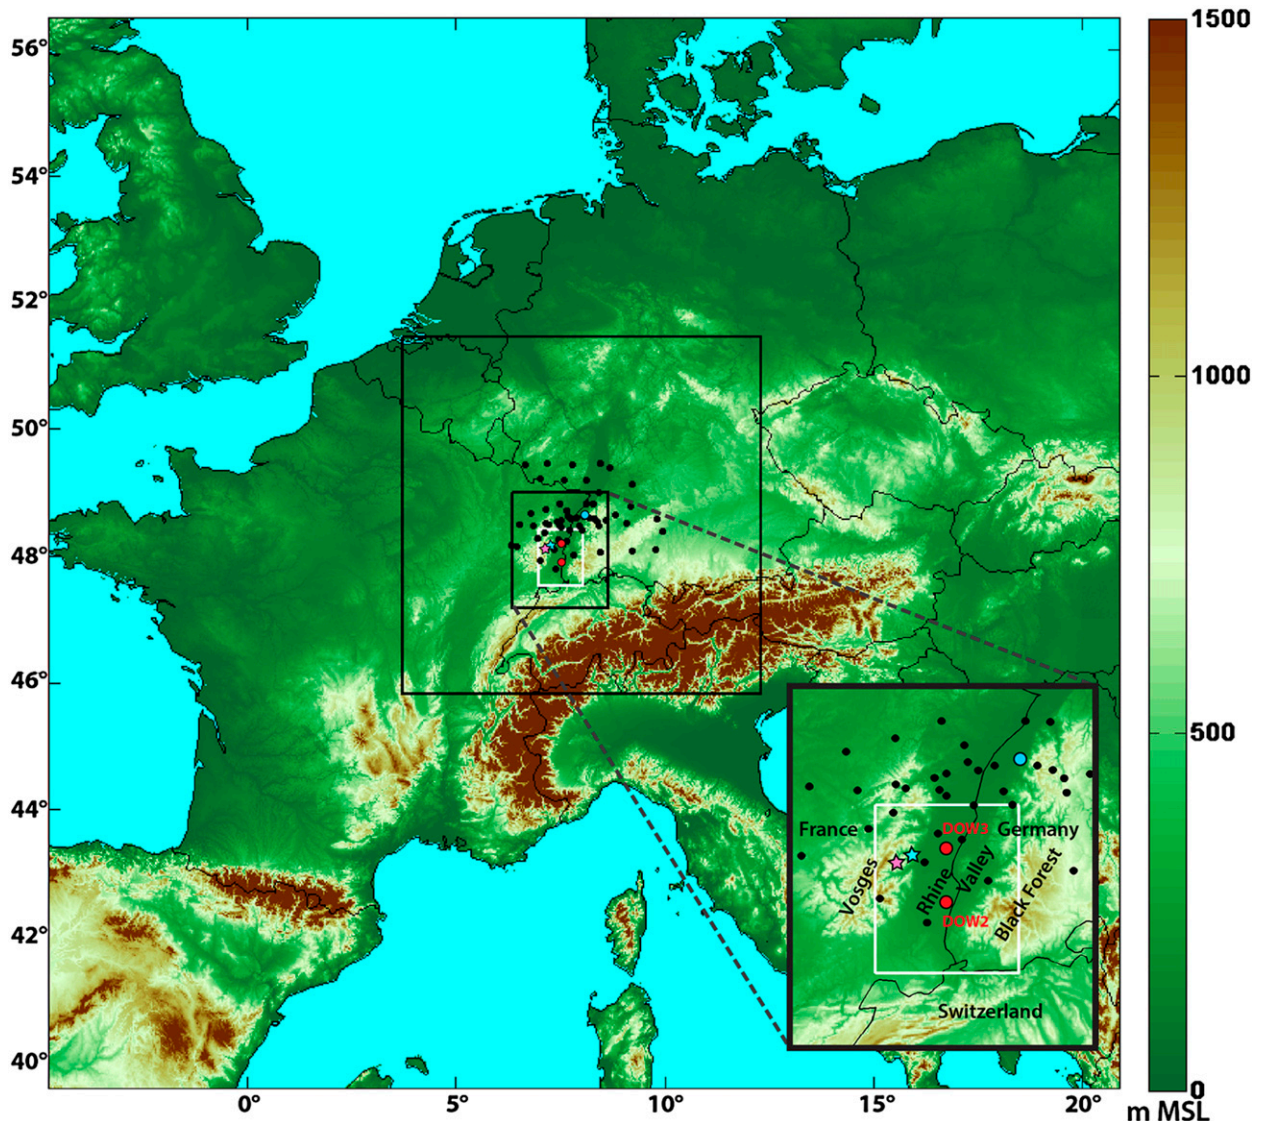 1500
56°
54°
52°
1000
50°
48°
46°
500
44°
France
DOW3
Germany
Vosges
Rhine
Valley
Black Forest
DOW2
42°
Switzerland
40°
0
0°
5°
10°
15°
20°
m MSL